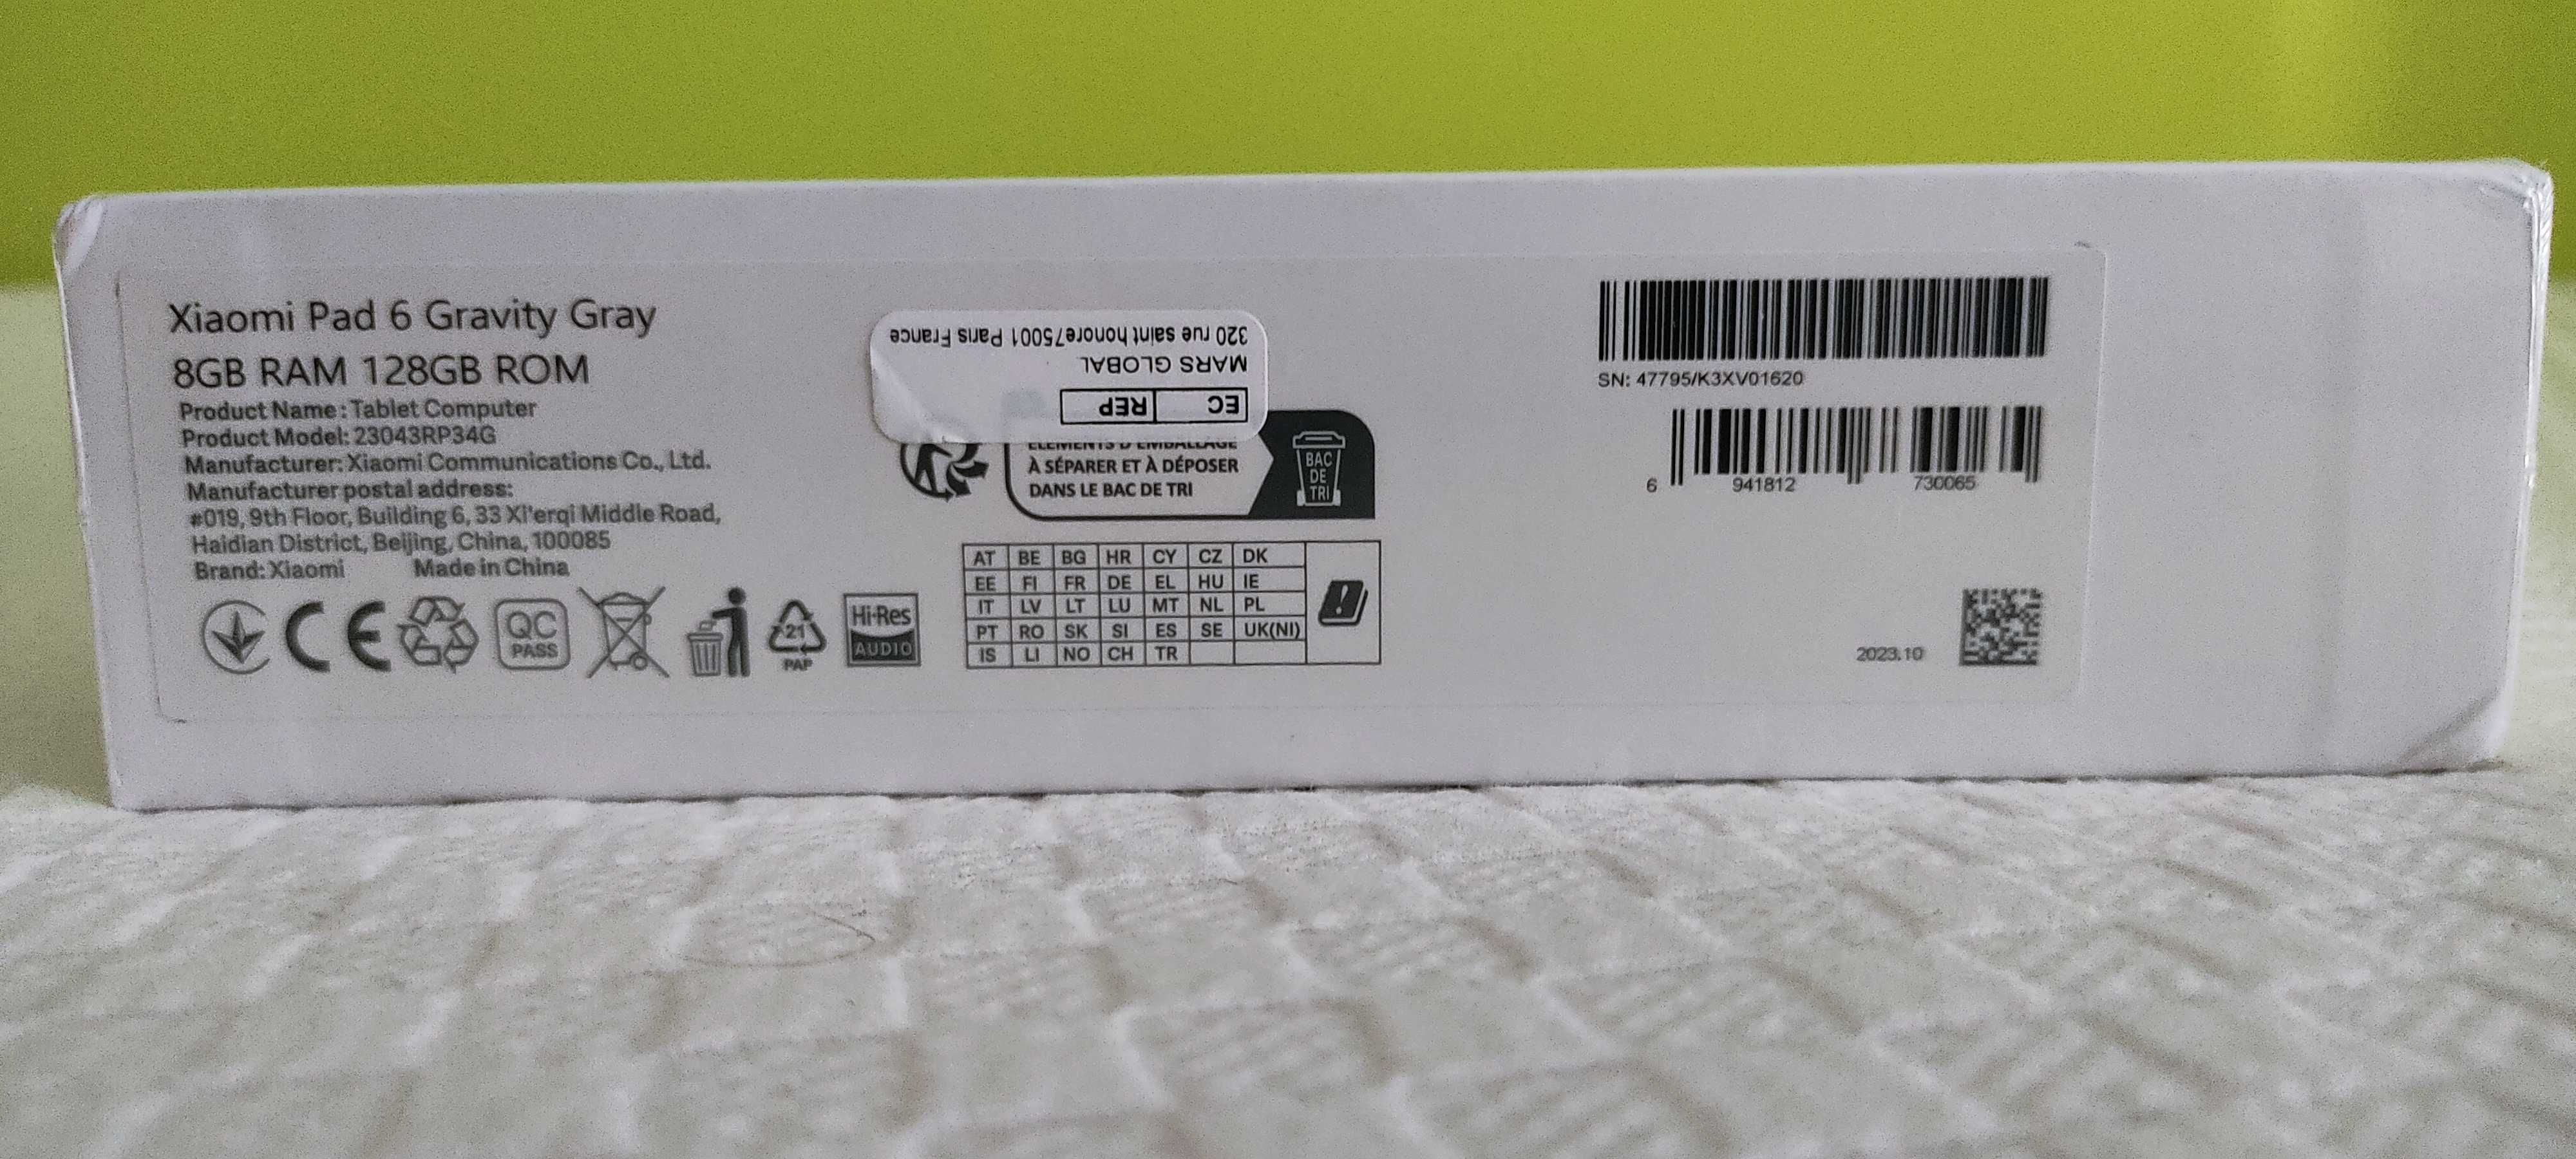 Xiaomi Pad 6 Gravity Gray
8GB RAM 128GB ROM
Product Name: Tablet Computer
Product Model: 23043RP34G
Manufacturer: Xiaomi Communications Co., Ltd.
Manufacturer postal address:
#019, 9th Floor, Building 6, 33 Xi'erqi Middle Road,
Haidian District, Beijing, China, 100085
Brand: Xiaomi Made in China
CE
QC
PASS
21
PAP
Hi-Res
AUDIO
EC REP
MARS GLOBAL
320 rue saint honore75001 Paris France
ÉLÉMENTS D'EMBALLAGE
À SÉPARER ET À DÉPOSER
DANS LE BAC DE TRI
BAC
DE
TRI
AT BE BG HR CY CZ DK
EE FI FR DE EL HU IE
IT LV LT LU MT NL PL
PT RO SK SI ES SE UK(NI)
IS LI NO CH TR
SN: 47795/K3XV01620
6 941812 730065
2023.10